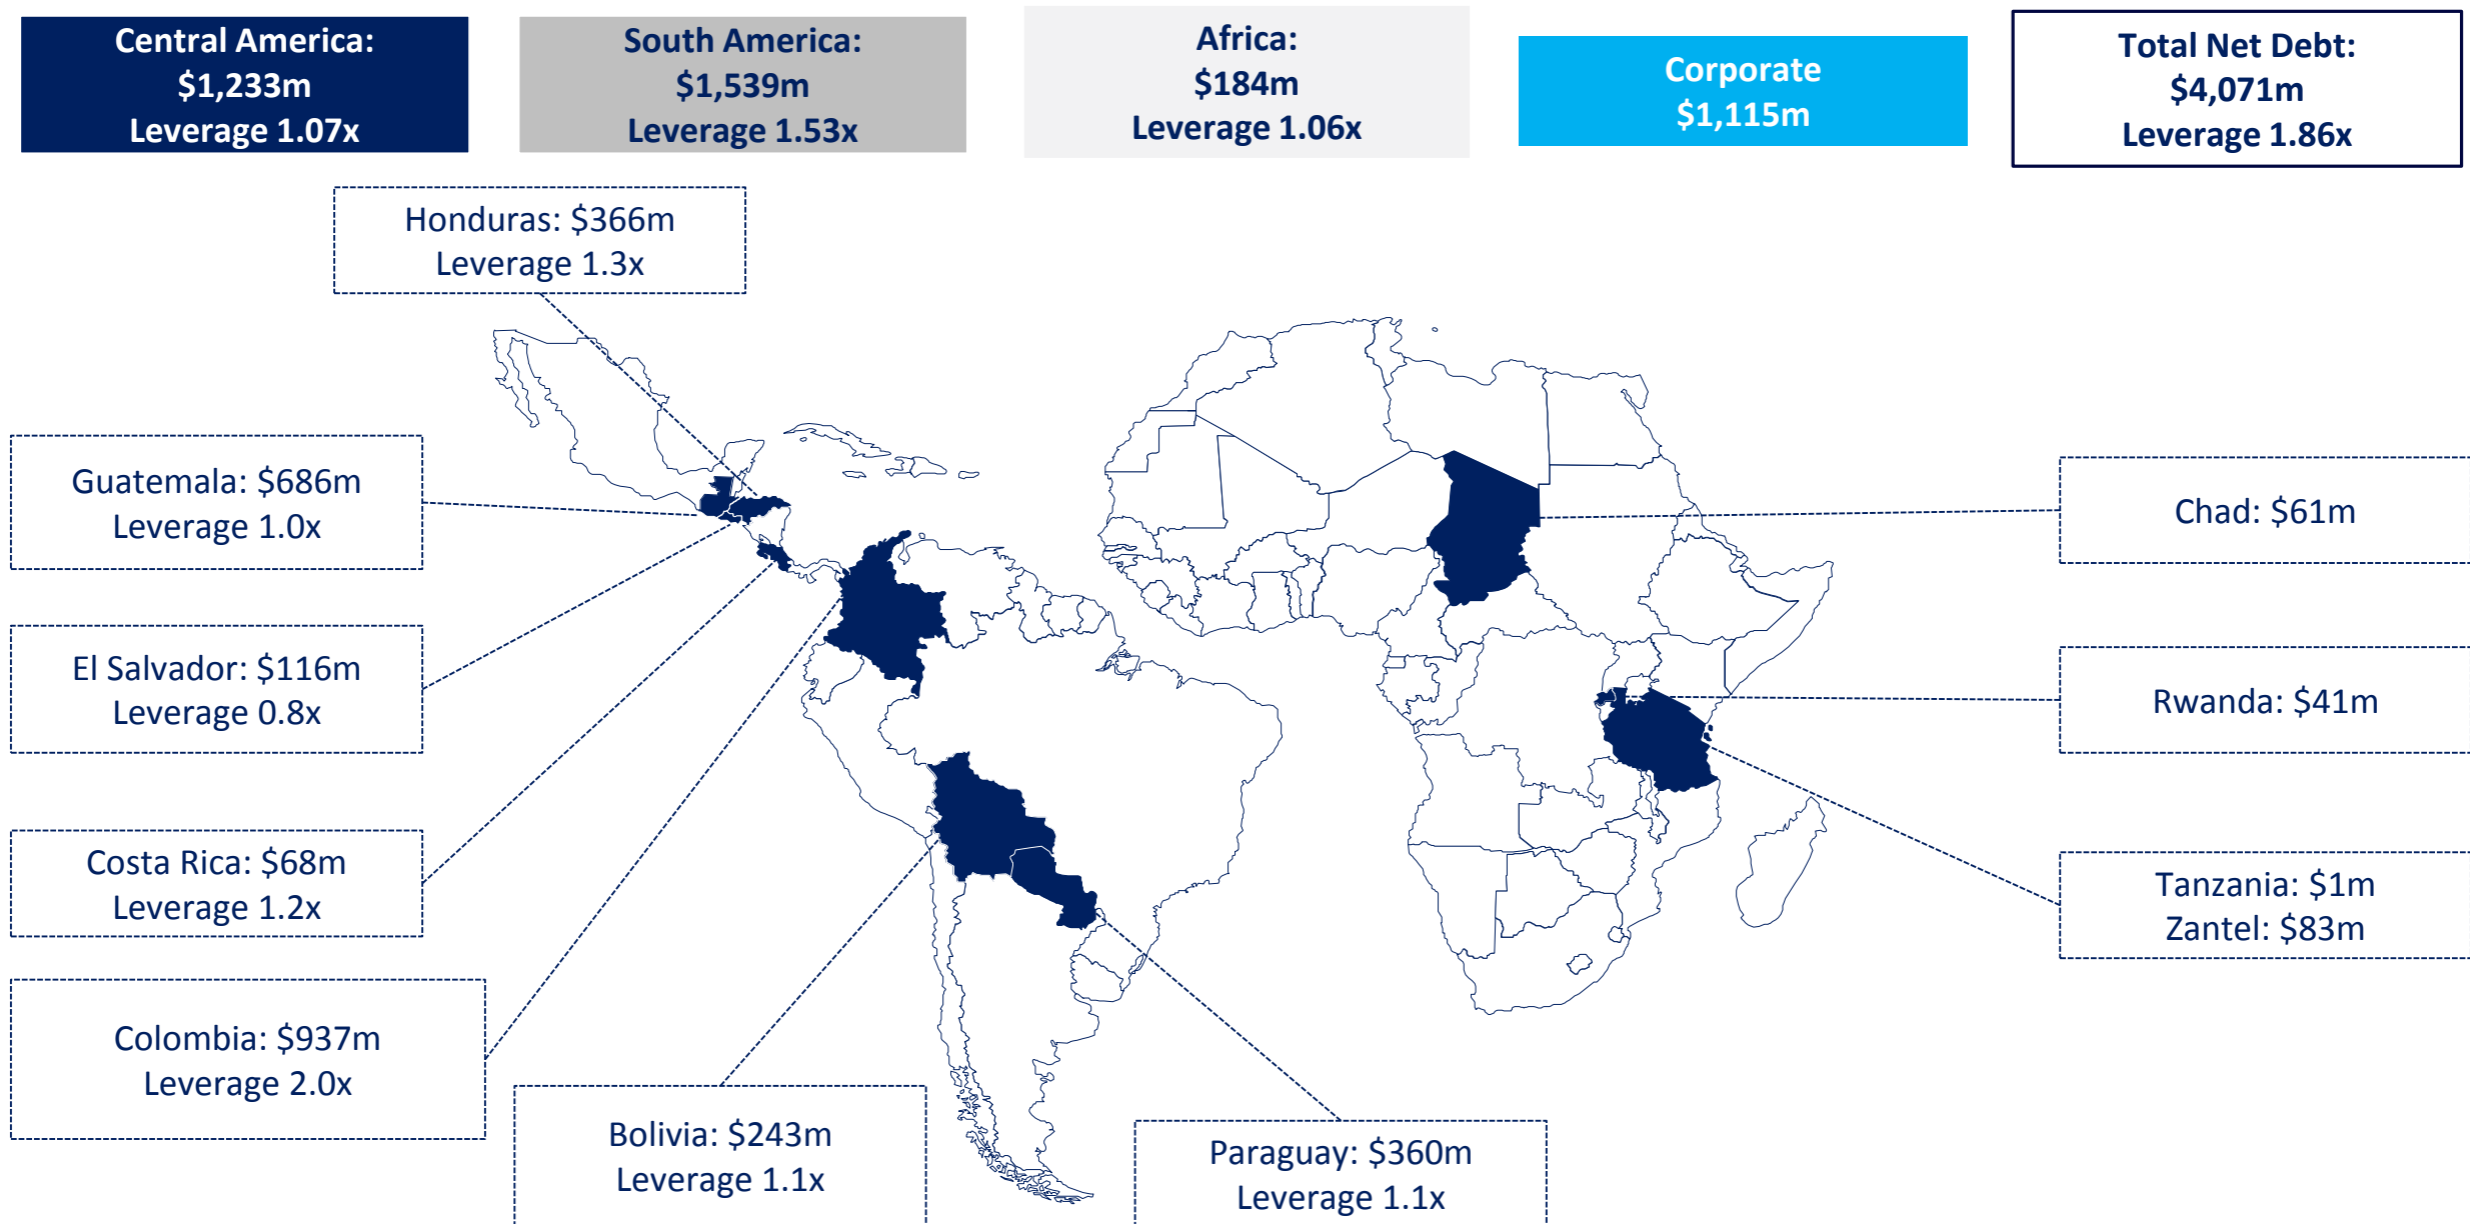 Central America:
$1,233m
Leverage 1.07x
South America:
$1,539m
Leverage 1.53x
Africa:
$184m
Leverage 1.06x
Corporate
$1,115m
Total Net Debt:
$4,071m
Leverage 1.86x
Honduras: $366m
Leverage 1.3x
Guatemala: $686m
Leverage 1.0x
El Salvador: $116m
Leverage 0.8x
Costa Rica: $68m
Leverage 1.2x
Colombia: $937m
Leverage 2.0x
Bolivia: $243m
Leverage 1.1x
Paraguay: $360m
Leverage 1.1x
Chad: $61m
Rwanda: $41m
Tanzania: $1m
Zantel: $83m